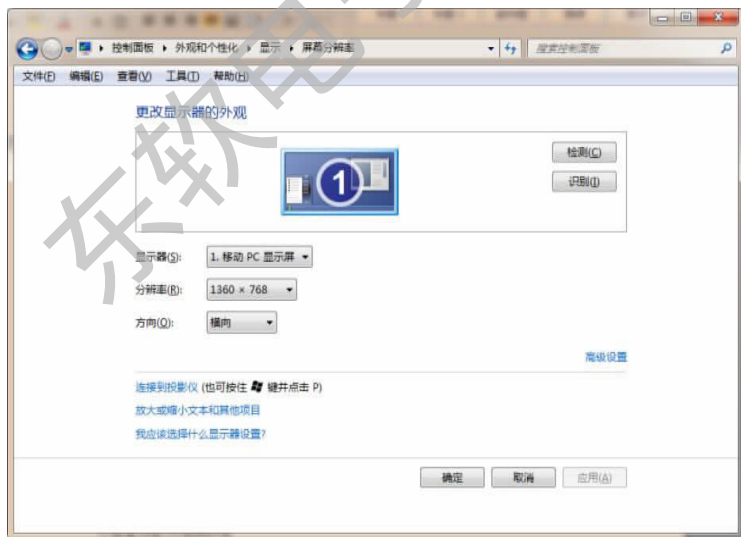 控制面板 ▸ 外观和个性化 ▸ 显示 ▸ 屏幕分辨率
搜索控制面板
文件(F) 编辑(E) 查看(V) 工具(T) 帮助(H)
更改显示器的外观
1
检测(C)
识别(I)
显示器(S): 1. 移动 PC 显示屏
分辨率(R): 1360 × 768
方向(O): 横向
高级设置
连接到投影仪 (也可按住 键并点击 P)
放大或缩小文本和其他项目
我应该选择什么显示器设置?
确定 取消 应用(A)
东软电